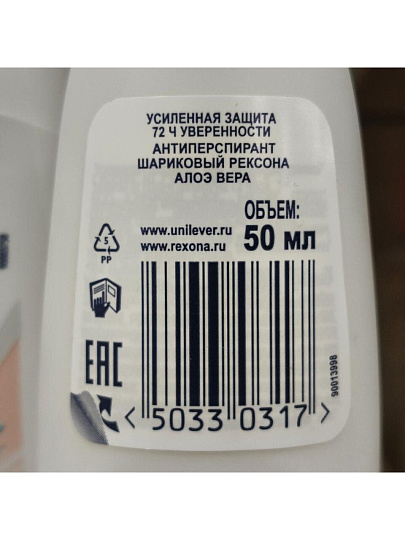 УСИЛЕННАЯ ЗАЩИТА
72 Ч УВЕРЕННОСТИ
АНТИПЕРСПИРАНТ
ШАРИКОВЫЙ РЕКСОНА
АЛОЭ ВЕРА
ОБЪЕМ:
www.unilever.ru
50 МЛ
www.rexona.ru
5
PP
EAC
90013998
<5033 0317>